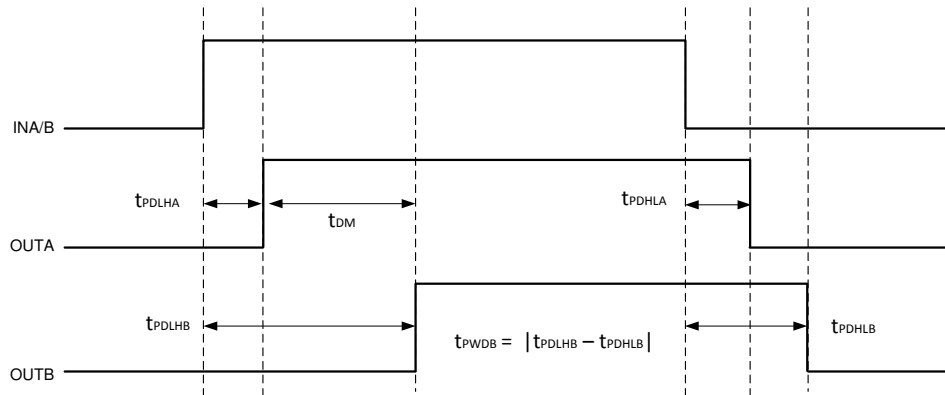 INA/B
tPDLHA
tDM
tPDHLA
OUTA
tPDLHB
tPWDB = |tPDLHB – tPDHLB|
tPDHLB
OUTB